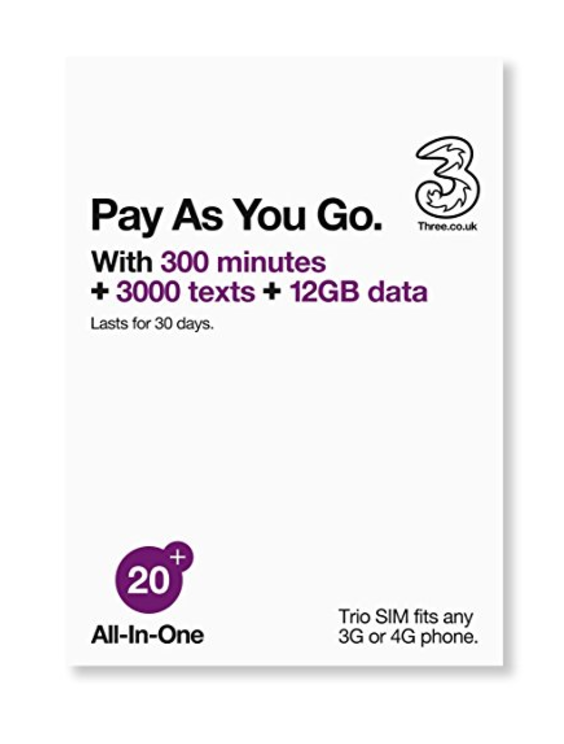 3
Three.co.uk
Pay As You Go.
With 300 minutes
+ 3000 texts + 12GB data
Lasts for 30 days.
20+
All-In-One
Trio SIM fits any
3G or 4G phone.